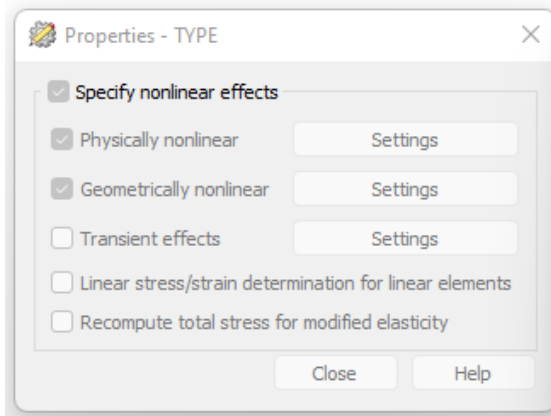 Properties - TYPE
Specify nonlinear effects
Physically nonlinear Settings
Geometrically nonlinear Settings
Transient effects Settings
Linear stress/strain determination for linear elements
Recompute total stress for modified elasticity
Close Help